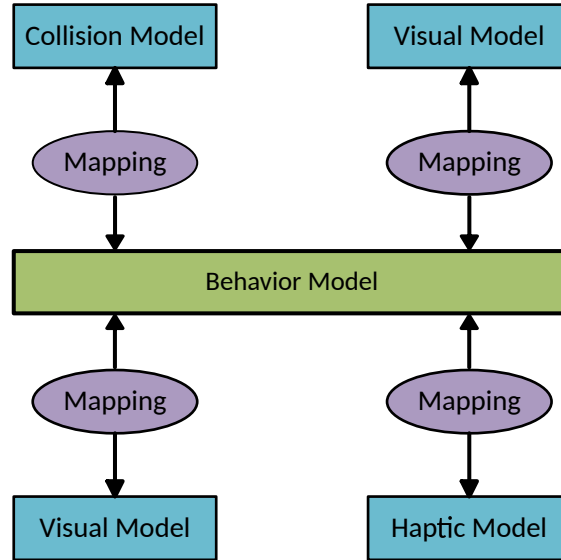 Collision Model
Visual Model
Mapping
Mapping
Behavior Model
Mapping
Mapping
Visual Model
Haptic Model